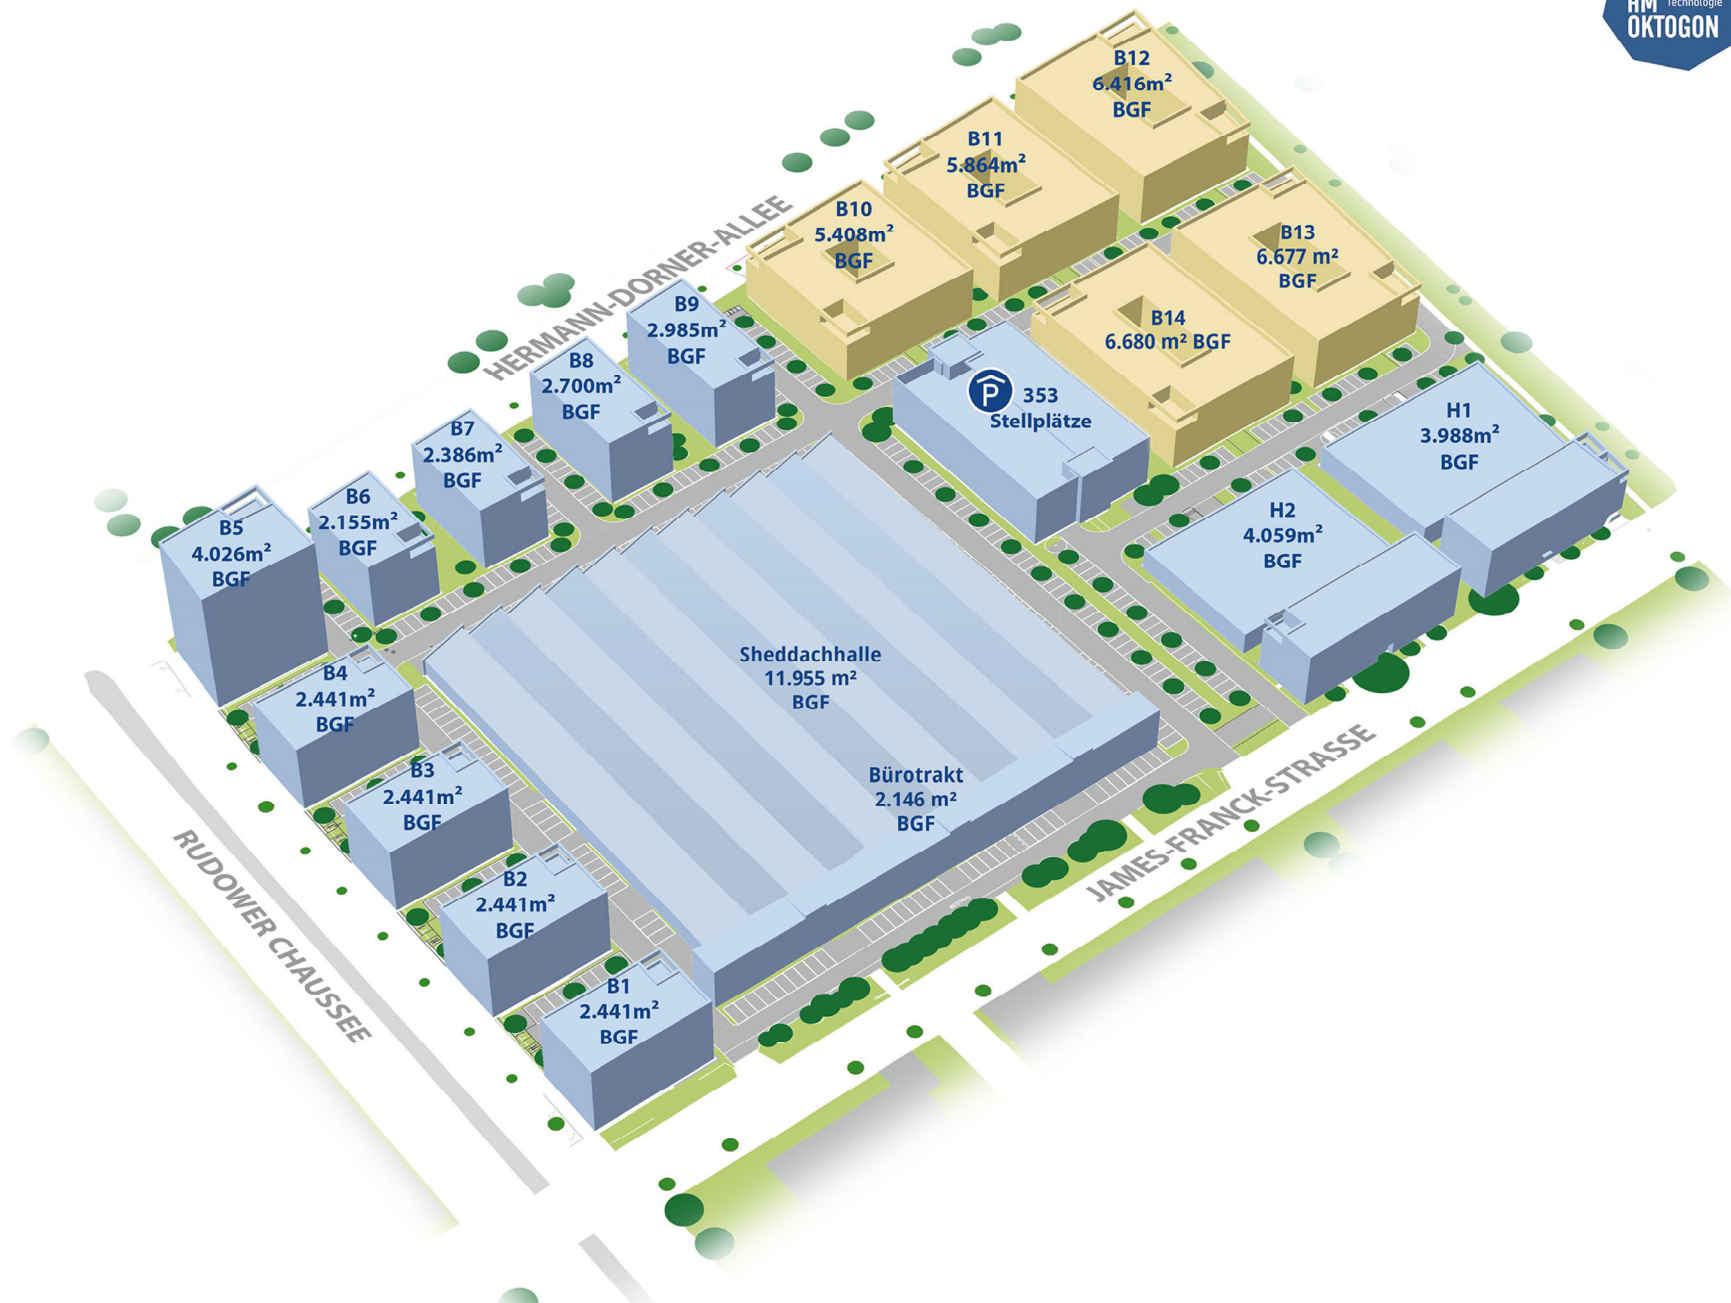 AM
Technologie
OKTOGON
B12
6.416m²
BGF
B11
5.864m²
BGF
B10
5.408m²
BGF
B13
6.677 m²
BGF
B14
6.680 m² BGF
HERMANN-DORNER-ALLEE
B9
2.985m²
BGF
B8
2.700m²
BGF
B7
2.386m²
BGF
B6
2.155m²
BGF
B5
4.026m²
BGF
P
353
Stellplätze
H1
3.988m²
BGF
H2
4.059m²
BGF
Sheddachhalle
11.955 m²
BGF
Bürotrakt
2.146 m²
BGF
B4
2.441m²
BGF
B3
2.441m²
BGF
B2
2.441m²
BGF
B1
2.441m²
BGF
JAMES-FRANCK-STRASSE
RUDOWER CHAUSSEE